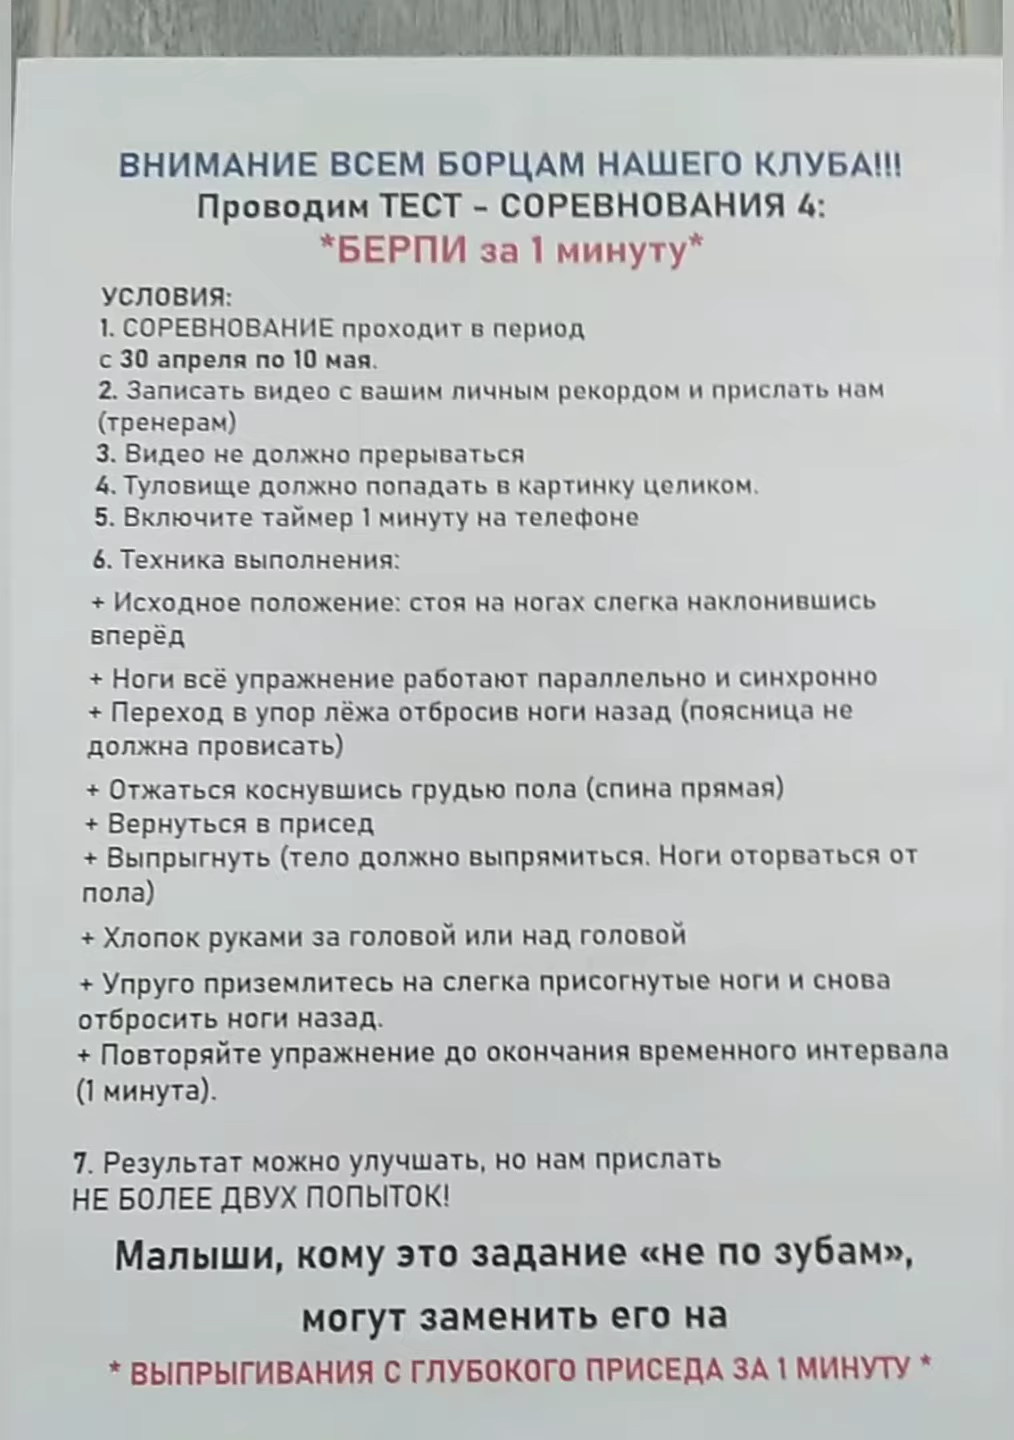 ВНИМАНИЕ ВСЕМ БОРЦАМ НАШЕГО КЛУБА!!!
Проводим ТЕСТ - СОРЕВНОВАНИЯ 4:
*БЕРПИ за 1 минуту*
УСЛОВИЯ:
1. СОРЕВНОВАНИЕ проходит в период
с 30 апреля по 10 мая.
2. Записать видео с вашим личным рекордом и прислать нам
(тренерам)
3. Видео не должно прерываться
4. Туловище должно попадать в картинку целиком.
5. Включите таймер 1 минуту на телефоне
6. Техника выполнения:
+ Исходное положение: стоя на ногах слегка наклонившись
вперёд
+ Ноги всё упражнение работают параллельно и синхронно
+ Переход в упор лёжа отбросив ноги назад (поясница не
должна провисать)
+ Отжаться коснувшись грудью пола (спина прямая)
+ Вернуться в присед
+ Выпрыгнуть (тело должно выпрямиться. Ноги оторваться от
пола)
+ Хлопок руками за головой или над головой
+ Упруго приземлитесь на слегка присогнутые ноги и снова
отбросить ноги назад.
+ Повторяйте упражнение до окончания временного интервала
(1 минута).
7. Результат можно улучшать, но нам прислать
НЕ БОЛЕЕ ДВУХ ПОПЫТОК!
Малыши, кому это задание «не по зубам»,
могут заменить его на
* ВЫПРЫГИВАНИЯ С ГЛУБОКОГО ПРИСЕДА ЗА 1 МИНУТУ *